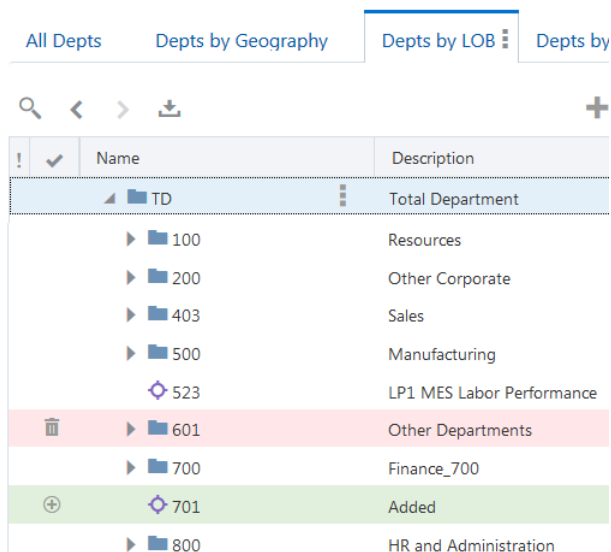 All Depts Depts by Geography Depts by LOB Depts by
! Name Description
TD Total Department
100 Resources
200 Other Corporate
403 Sales
500 Manufacturing
523 LP1 MES Labor Performance
601 Other Departments
700 Finance_700
701 Added
800 HR and Administration